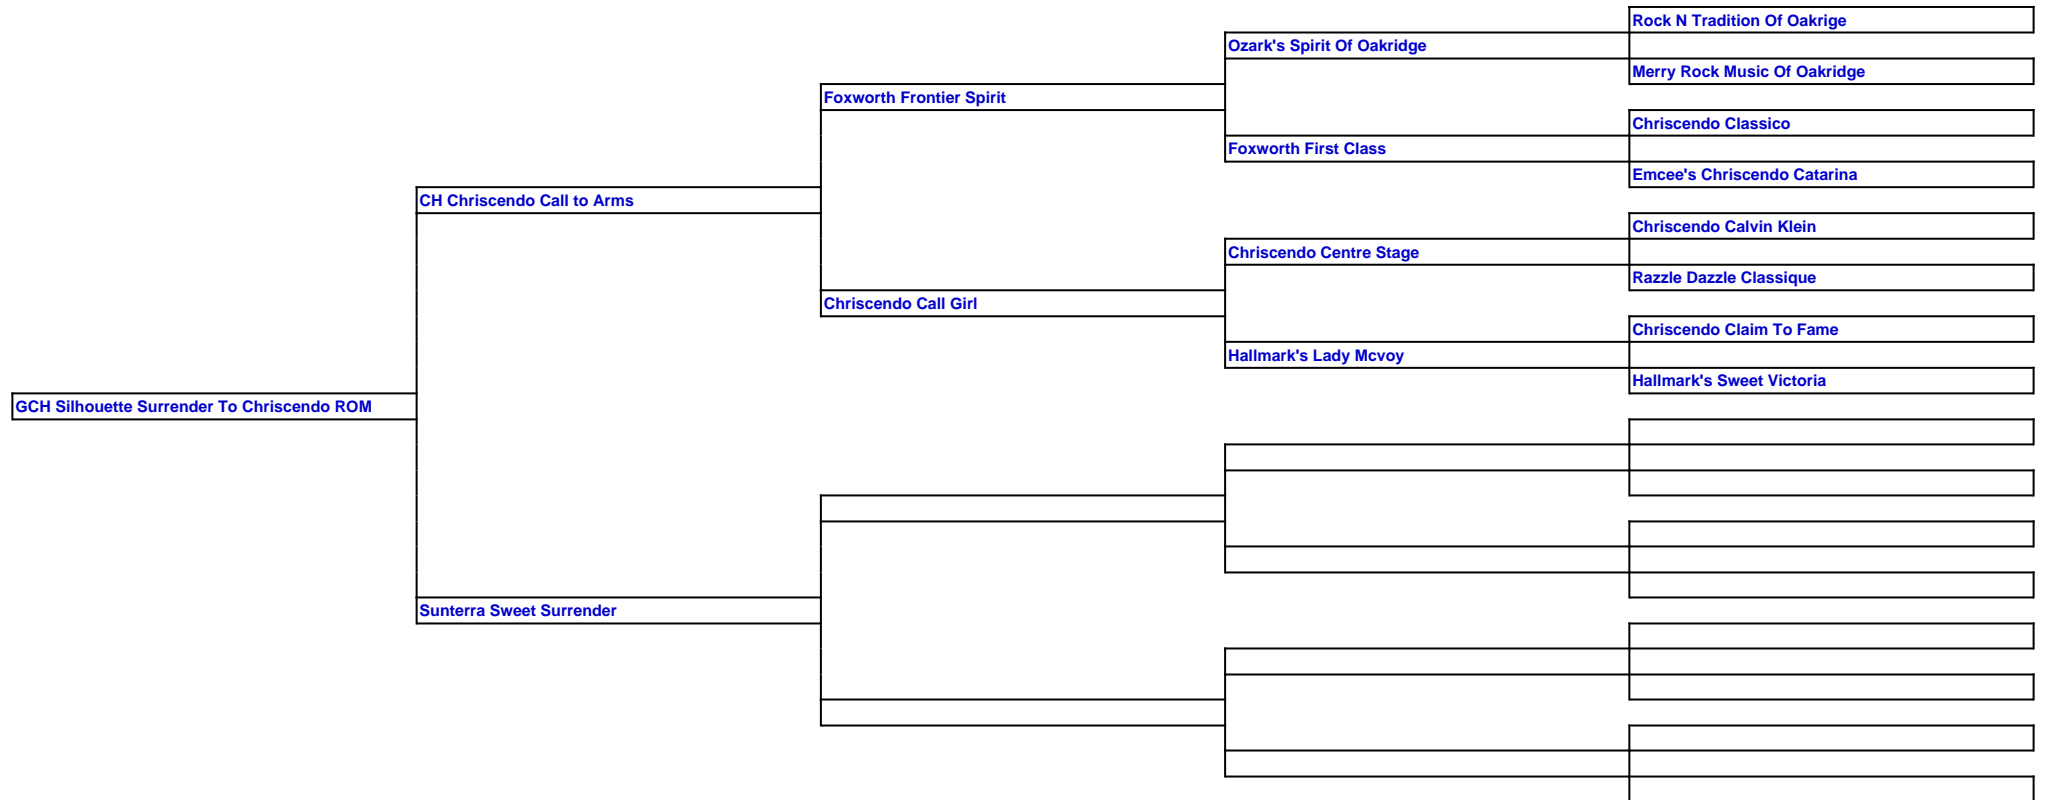 Rock N Tradition Of Oakrige
Ozark's Spirit Of Oakridge
Merry Rock Music Of Oakridge
Foxworth Frontier Spirit
Chriscendo Classico
Foxworth First Class
Emcee's Chriscendo Catarina
CH Chriscendo Call to Arms
Chriscendo Calvin Klein
Chriscendo Centre Stage
Razzle Dazzle Classique
Chriscendo Call Girl
Chriscendo Claim To Fame
Hallmark's Lady Mcvoy
Hallmark's Sweet Victoria
GCH Silhouette Surrender To Chriscendo ROM
Sunterra Sweet Surrender